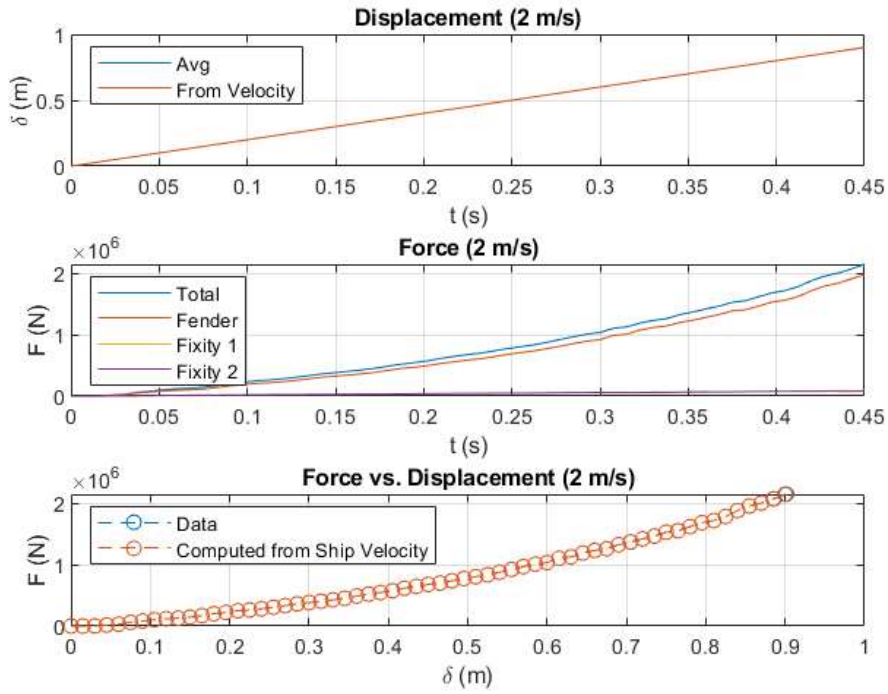 Displacement (2 m/s)
1
0.5
0
δ (m)
Avg
From Velocity
0 0.05 0.1 0.15 0.2 0.25 0.3 0.35 0.4 0.45
t (s)
×10⁶
Force (2 m/s)
2
1
0
F (N)
Total
Fender
Fixity 1
Fixity 2
0 0.05 0.1 0.15 0.2 0.25 0.3 0.35 0.4 0.45
t (s)
×10⁶
Force vs. Displacement (2 m/s)
2
1
0
F (N)
Data
Computed from Ship Velocity
0 0.1 0.2 0.3 0.4 0.5 0.6 0.7 0.8 0.9 1
δ (m)